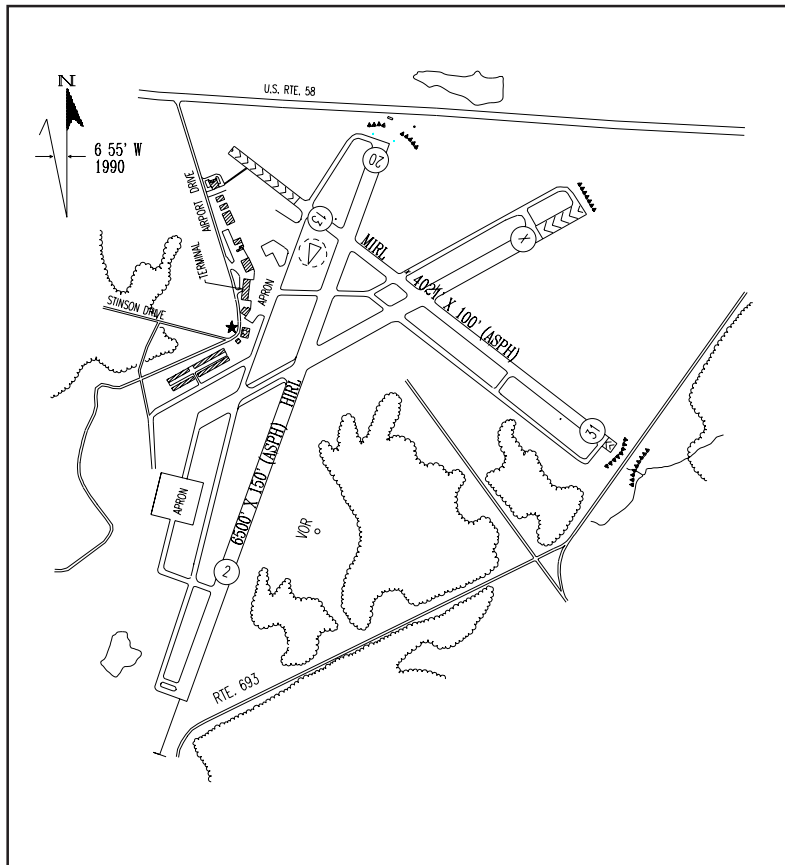 U.S. RTE. 58
N
6 55' W
1990
AIRPORT DRIVE
TERMINAL
STINSON DRIVE
APRON
20
13
X
MIRL 4021' X 100' (ASPH)
31
6500' X 150' (ASPH) HIRL
APRON
VOR
2
RTE. 693